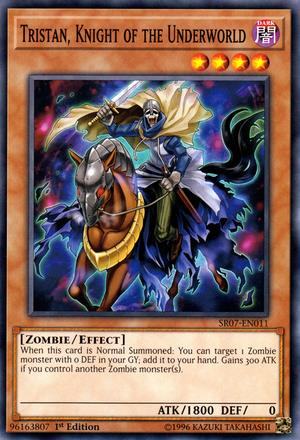 Tristan, Knight of the Underworld
DARK
闇
SR07-EN011
[Zombie/Effect]
When this card is Normal Summoned: You can target 1 Zombie
monster with 0 DEF in your GY; add it to your hand. Gains 300 ATK
if you control another Zombie monster(s).
ATK/1800 DEF/ 0
96163807 1st Edition ©1996 KAZUKI TAKAHASHI